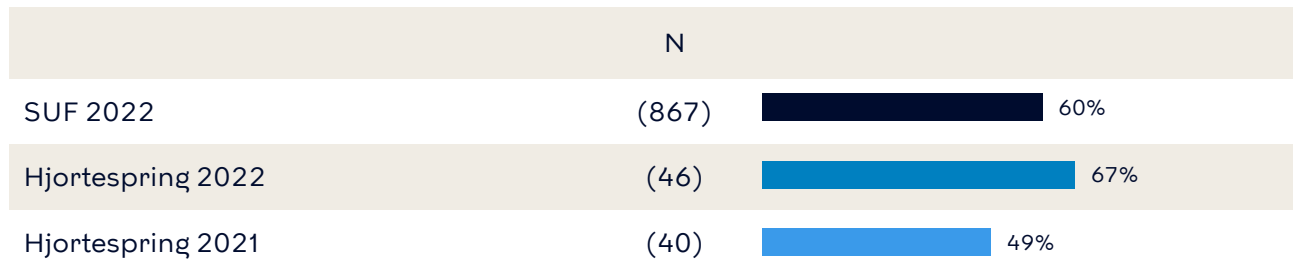 N
SUF 2022 (867) 60%
Hjortespring 2022 (46) 67%
Hjortespring 2021 (40) 49%